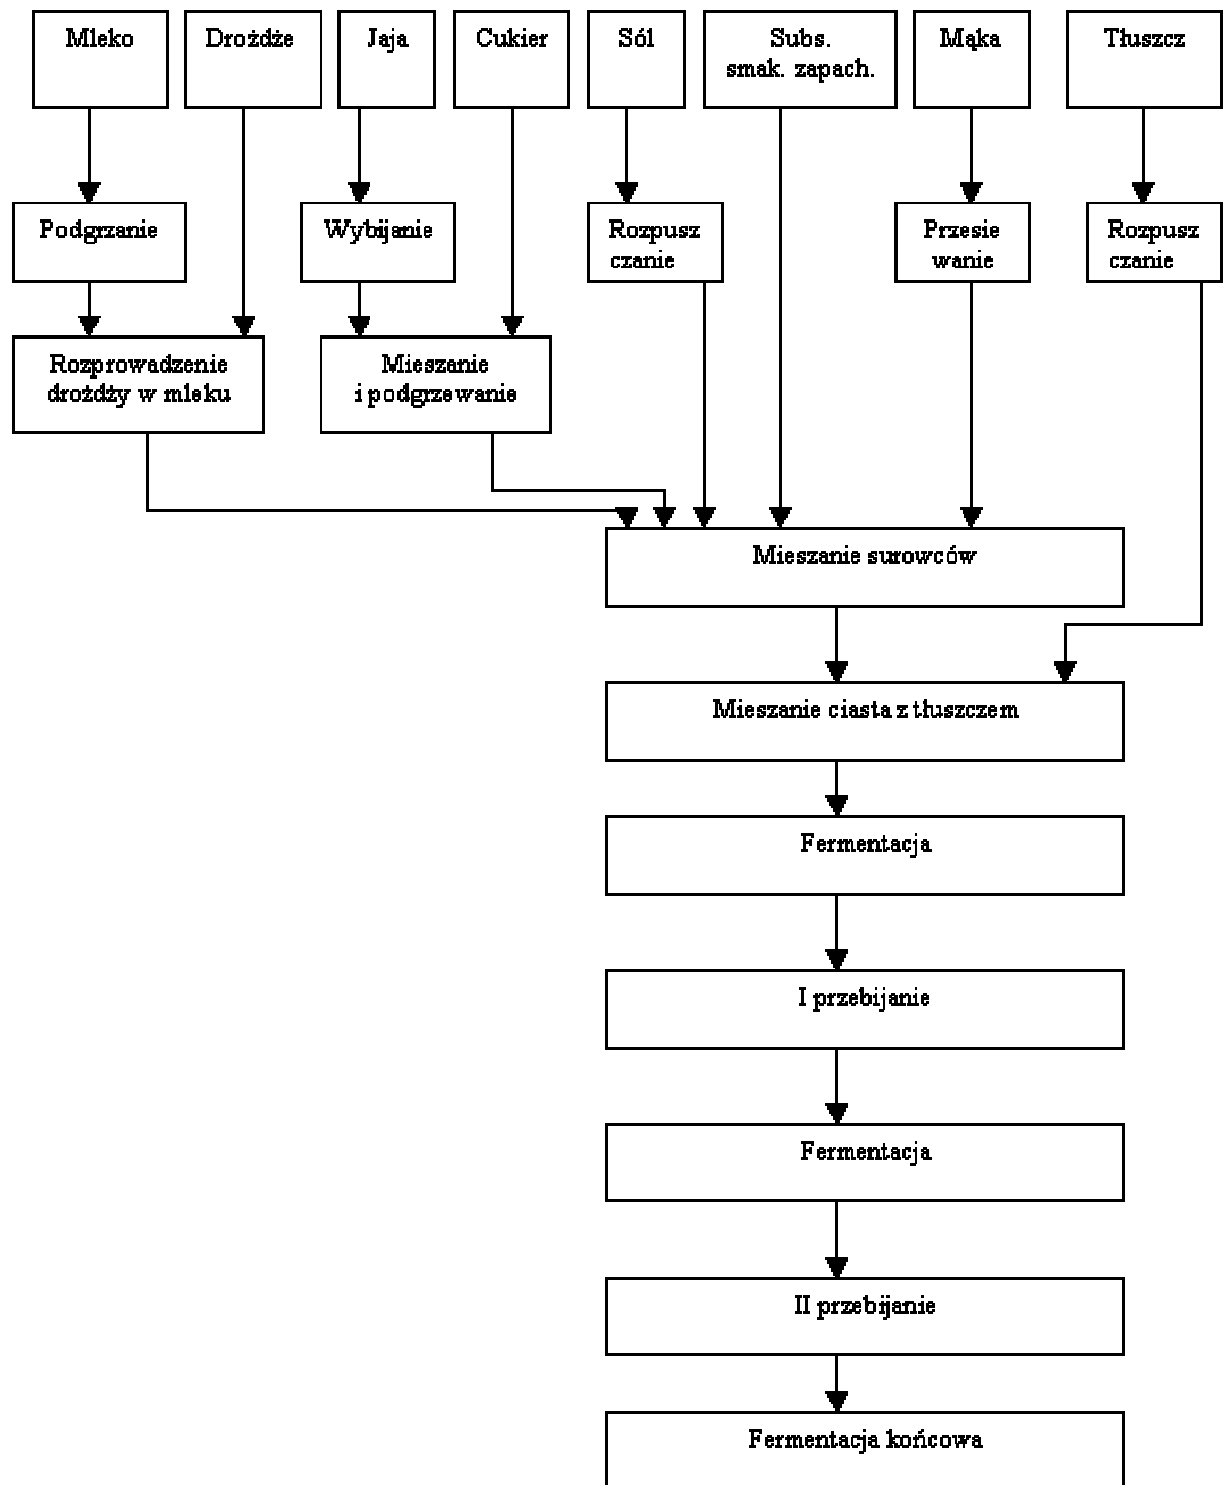 Mleko
Drożdże
Jaja
Cukier
Sól
Subs.
smak. zapach.
Mąka
Tłuszcz
Podgrzanie
Wybijanie
Rozpusz
czanie
Przesie
wanie
Rozpusz
czanie
Rozprowadzenie
drożdży w mleku
Mieszanie
i podgrzewanie
Mieszanie surowców
Mieszanie ciasta z tłuszczem
Fermentacja
I przebijanie
Fermentacja
II przebijanie
Fermentacja końcowa